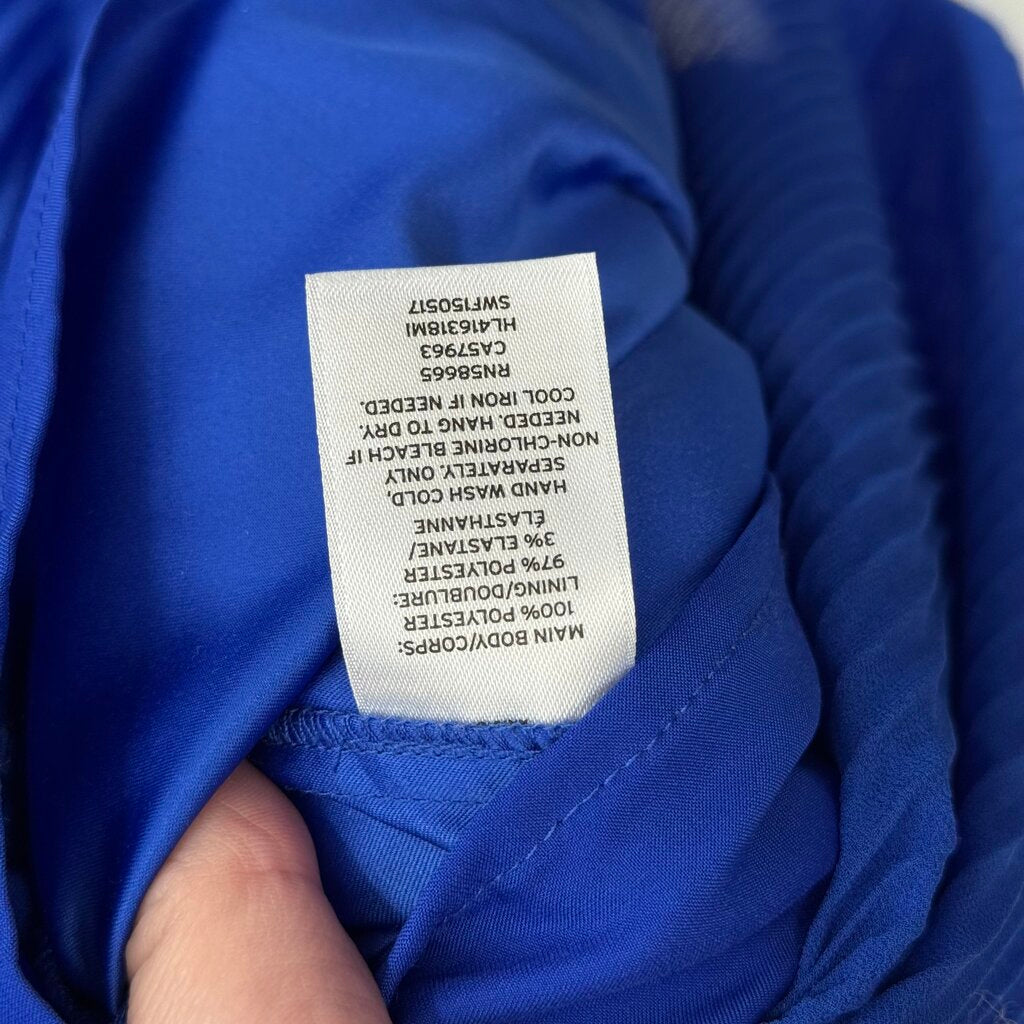 MAIN BODY/CORPS:
100% POLYESTER
LINING/DOUBLURE:
97% POLYESTER
3% ELASTANE/
ÉLASTHANNE
HAND WASH COLD,
SEPARATELY. ONLY
NON-CHLORINE BLEACH IF
NEEDED. HANG TO DRY.
COOL IRON IF NEEDED.
RN58665
CA57963
HL416318MI
SWF150517